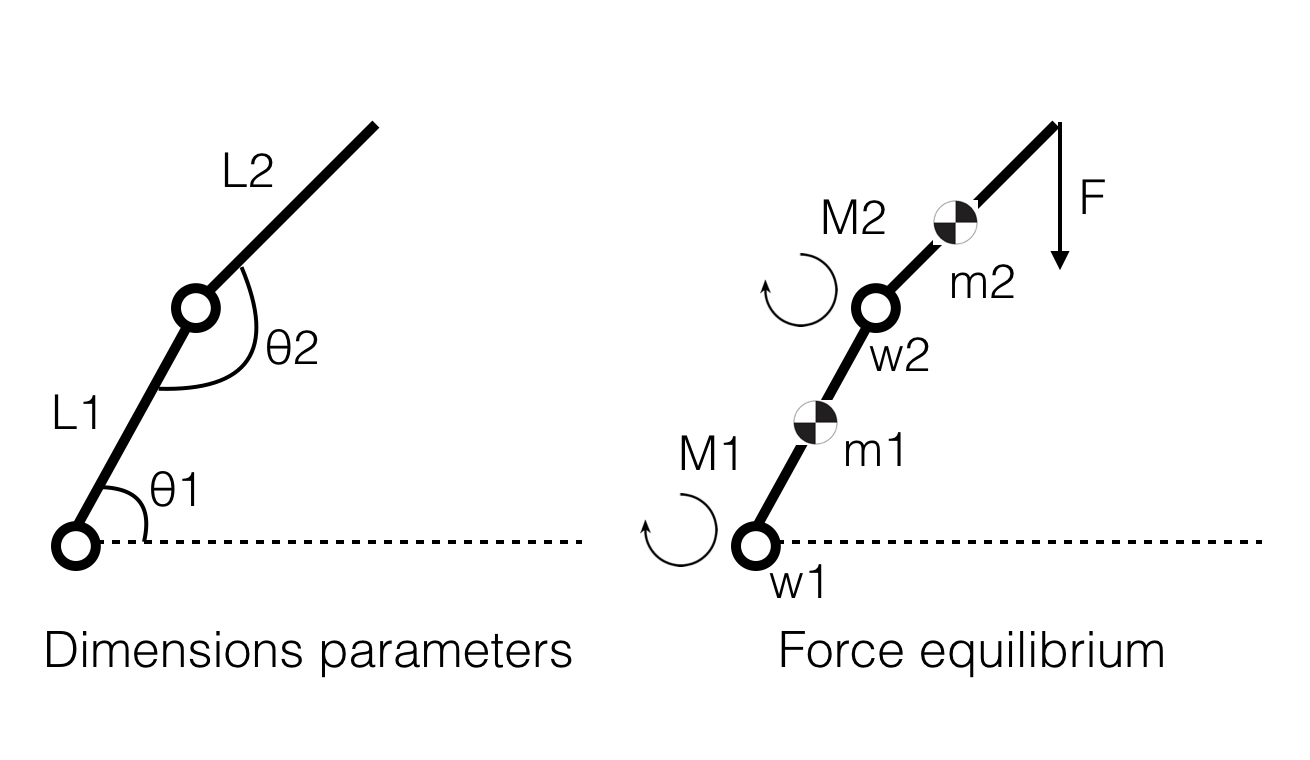 L2
θ2
L1
θ1
Dimensions parameters
F
M2
m2
w2
M1
m1
w1
Force equilibrium